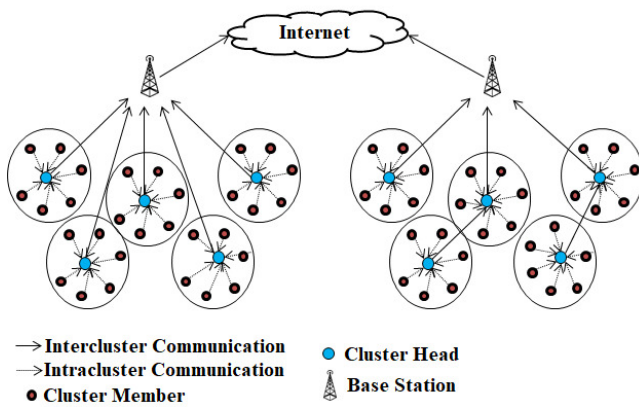 Internet
Intercluster Communication
Intracluster Communication
Cluster Member
Cluster Head
Base Station